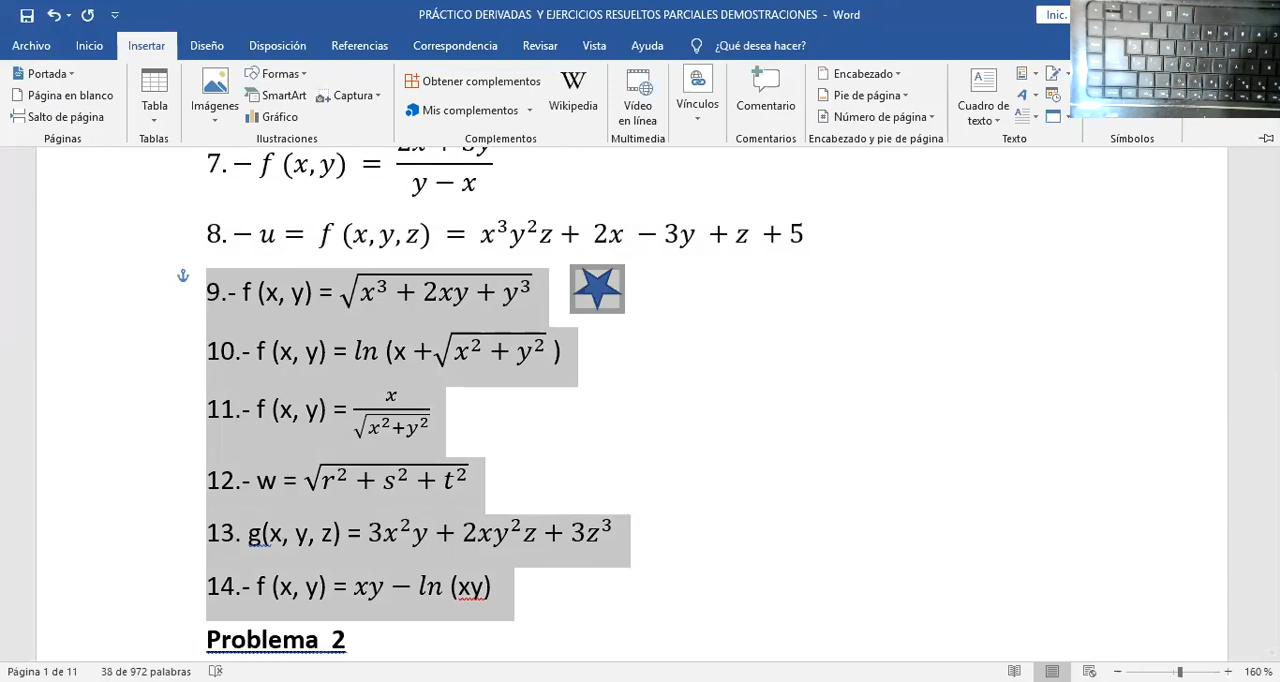 PRÁCTICO DERIVADAS Y EJERCICIOS RESUELTOS PARCIALES DEMOSTRACIONES - Word
Inic.
Archivo Inicio Insertar Diseño Disposición Referencias Correspondencia Revisar Vista Ayuda ¿Qué desea hacer?
Portada
Página en blanco
Salto de página
Páginas
Tabla
Tablas
Imágenes
Formas
SmartArt
Gráfico
Captura
Ilustraciones
Obtener complementos
Mis complementos
W
Wikipedia
Complementos
Vídeo en línea
Multimedia
Vínculos
Comentario
Comentarios
Encabezado
Pie de página
Número de página
Encabezado y pie de página
Cuadro de texto
A
Texto
Símbolos
7. − f (x, y) = (2x + 3y)/(y − x)
8. − u = f (x, y, z) = x³y²z + 2x − 3y + z + 5
9.- f (x, y) = √(x³ + 2xy + y³)
10.- f (x, y) = ln (x +√(x² + y²) )
11.- f (x, y) = x/√(x²+y²)
12.- w = √(r² + s² + t²)
13. g(x, y, z) = 3x²y + 2xy²z + 3z³
14.- f (x, y) = xy − ln (xy)
Problema 2
Página 1 de 11 38 de 972 palabras 160 %